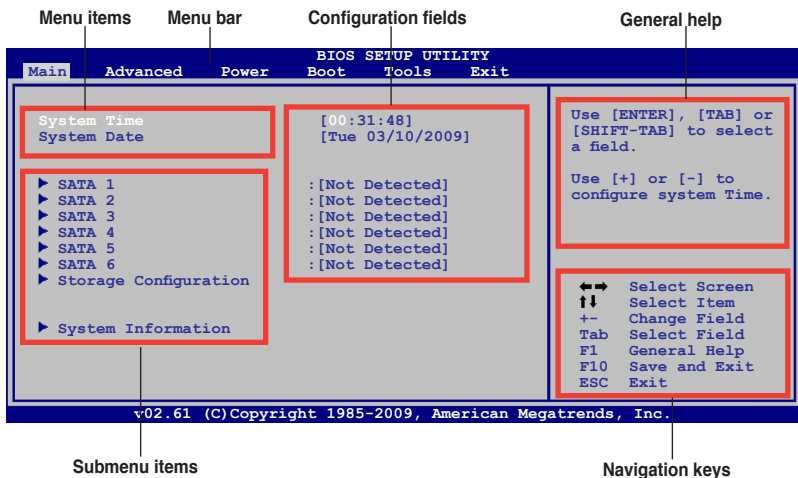 Menu items Menu bar Configuration fields General help
BIOS SETUP UTILITY
Main Advanced Power Boot Tools Exit
System Time [00:31:48]
System Date [Tue 03/10/2009]
SATA 1 :[Not Detected]
SATA 2 :[Not Detected]
SATA 3 :[Not Detected]
SATA 4 :[Not Detected]
SATA 5 :[Not Detected]
SATA 6 :[Not Detected]
Storage Configuration
System Information
Use [ENTER], [TAB] or
[SHIFT-TAB] to select
a field.
Use [+] or [-] to
configure system Time.
←→ Select Screen
↑↓ Select Item
+- Change Field
Tab Select Field
F1 General Help
F10 Save and Exit
ESC Exit
v02.61 (C)Copyright 1985-2009, American Megatrends, Inc.
Submenu items Navigation keys